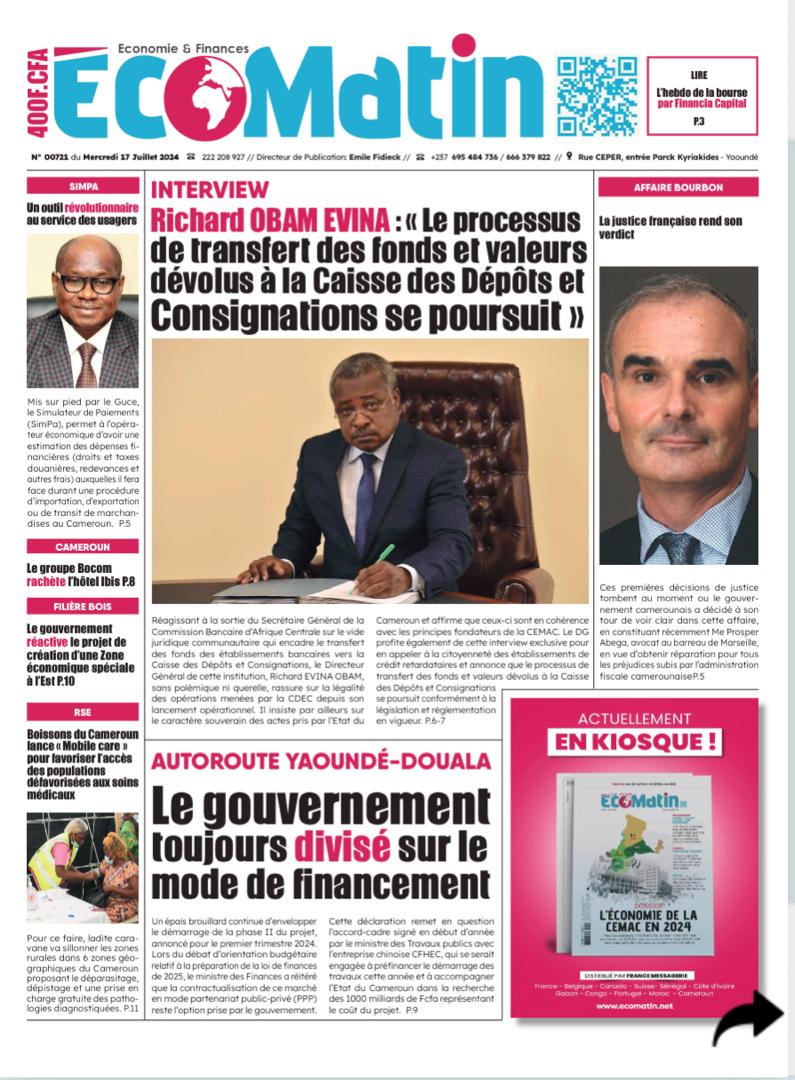 400F.CFA
Economie & Finances
ÉcoMatin
LIRE
L'hebdo de la bourse
par Financia Capital
P.3
N° 00721 du Mercredi 17 Juillet 2024 222 208 927 // Directeur de Publication: Emile Fidieck // +237 695 484 736 / 666 379 822 // Rue CEPER, entrée Parck Kyriakides - Yaoundé
SIMPA
Un outil révolutionnaire
au service des usagers
Mis sur pied par le Guce,
le Simulateur de Paiements
(SimPa), permet à l'opéra-
teur économique d'avoir une
estimation des dépenses fi-
nancières (droits et taxes
douanières, redevances et
autres frais) auxquelles il fera
face durant une procédure
d'importation, d'exportation
ou de transit de marchan-
dises au Cameroun. P.5
CAMEROUN
Le groupe Bocom
rachète l'hôtel Ibis P.8
FILIÈRE BOIS
Le gouvernement
réactive le projet de
création d'une Zone
économique spéciale
à l'Est P.10
RSE
Boissons du Cameroun
lance « Mobile care »
pour favoriser l'accès
des populations
défavorisées aux soins
médicaux
Pour ce faire, ladite cara-
vane va sillonner les zones
rurales dans 6 zones géo-
graphiques du Cameroun
proposant le déparasitage,
dépistage et une prise en
charge gratuite des patho-
logies diagnostiquées. P.11
INTERVIEW
Richard OBAM EVINA : « Le processus
de transfert des fonds et valeurs
dévolus à la Caisse des Dépôts et
Consignations se poursuit »
Réagissant à la sortie du Secrétaire Général de la
Commission Bancaire d'Afrique Centrale sur le vide
juridique communautaire qui encadre le transfert
des fonds des établissements bancaires vers la
Caisse des Dépôts et Consignations, le Directeur
Général de cette institution, Richard EVINA OBAM,
sans polémique ni querelle, rassure sur la légalité
des opérations menées par la CDEC depuis son
lancement opérationnel. Il insiste par ailleurs sur
le caractère souverain des actes pris par l'Etat du
Cameroun et affirme que ceux-ci sont en cohérence
avec les principes fondateurs de la CEMAC. Le DG
profite également de cette interview exclusive pour
en appeler à la citoyenneté des établissements de
crédit retardataires et annonce que le processus de
transfert des fonds et valeurs dévolus à la Caisse
des Dépôts et Consignations
se poursuit conformément à la
législation et réglementation
en vigueur. P.6-7
AUTOROUTE YAOUNDÉ-DOUALA
Le gouvernement
toujours divisé sur le
mode de financement
Un épais brouillard continue d'envelopper
le démarrage de la phase II du projet,
annoncé pour le premier trimestre 2024.
Lors du débat d'orientation budgétaire
relatif à la préparation de la loi de finances
de 2025, le ministre des Finances a réitéré
que la contractualisation de ce marché
en mode partenariat public-privé (PPP)
reste l'option prise par le gouvernement.
Cette déclaration remet en question
l'accord-cadre signé en début d'année
par le ministre des Travaux publics avec
l'entreprise chinoise CFHEC, qui se serait
engagée à préfinancer le démarrage des
travaux cette année et à accompagner
l'Etat du Cameroun dans la recherche
des 1000 milliards de Fcfa représentant
le coût du projet. P.9
AFFAIRE BOURBON
La justice française rend son
verdict
Ces premières décisions de justice
tombent au moment ou le gouver-
nement camerounais a décidé à son
tour de voir clair dans cette affaire,
en constituant récemment Me Prosper
Abega, avocat au barreau de Marseille,
en vue d'obtenir réparation pour tous
les préjudices subis par l'administration
fiscale camerounaiseP.5
ACTUELLEMENT
EN KIOSQUE !
ÉcoMatin
DOSSIER
L'ÉCONOMIE DE LA
CEMAC EN 2024
DISTRIBUÉ PAR FRANCE MESSAGERIE
France - Belgique - Canada - Suisse- Sénégal - Côte d'ivoire
Gabon - Congo - Portugal - Maroc - Cameroun
www.ecomatin.net